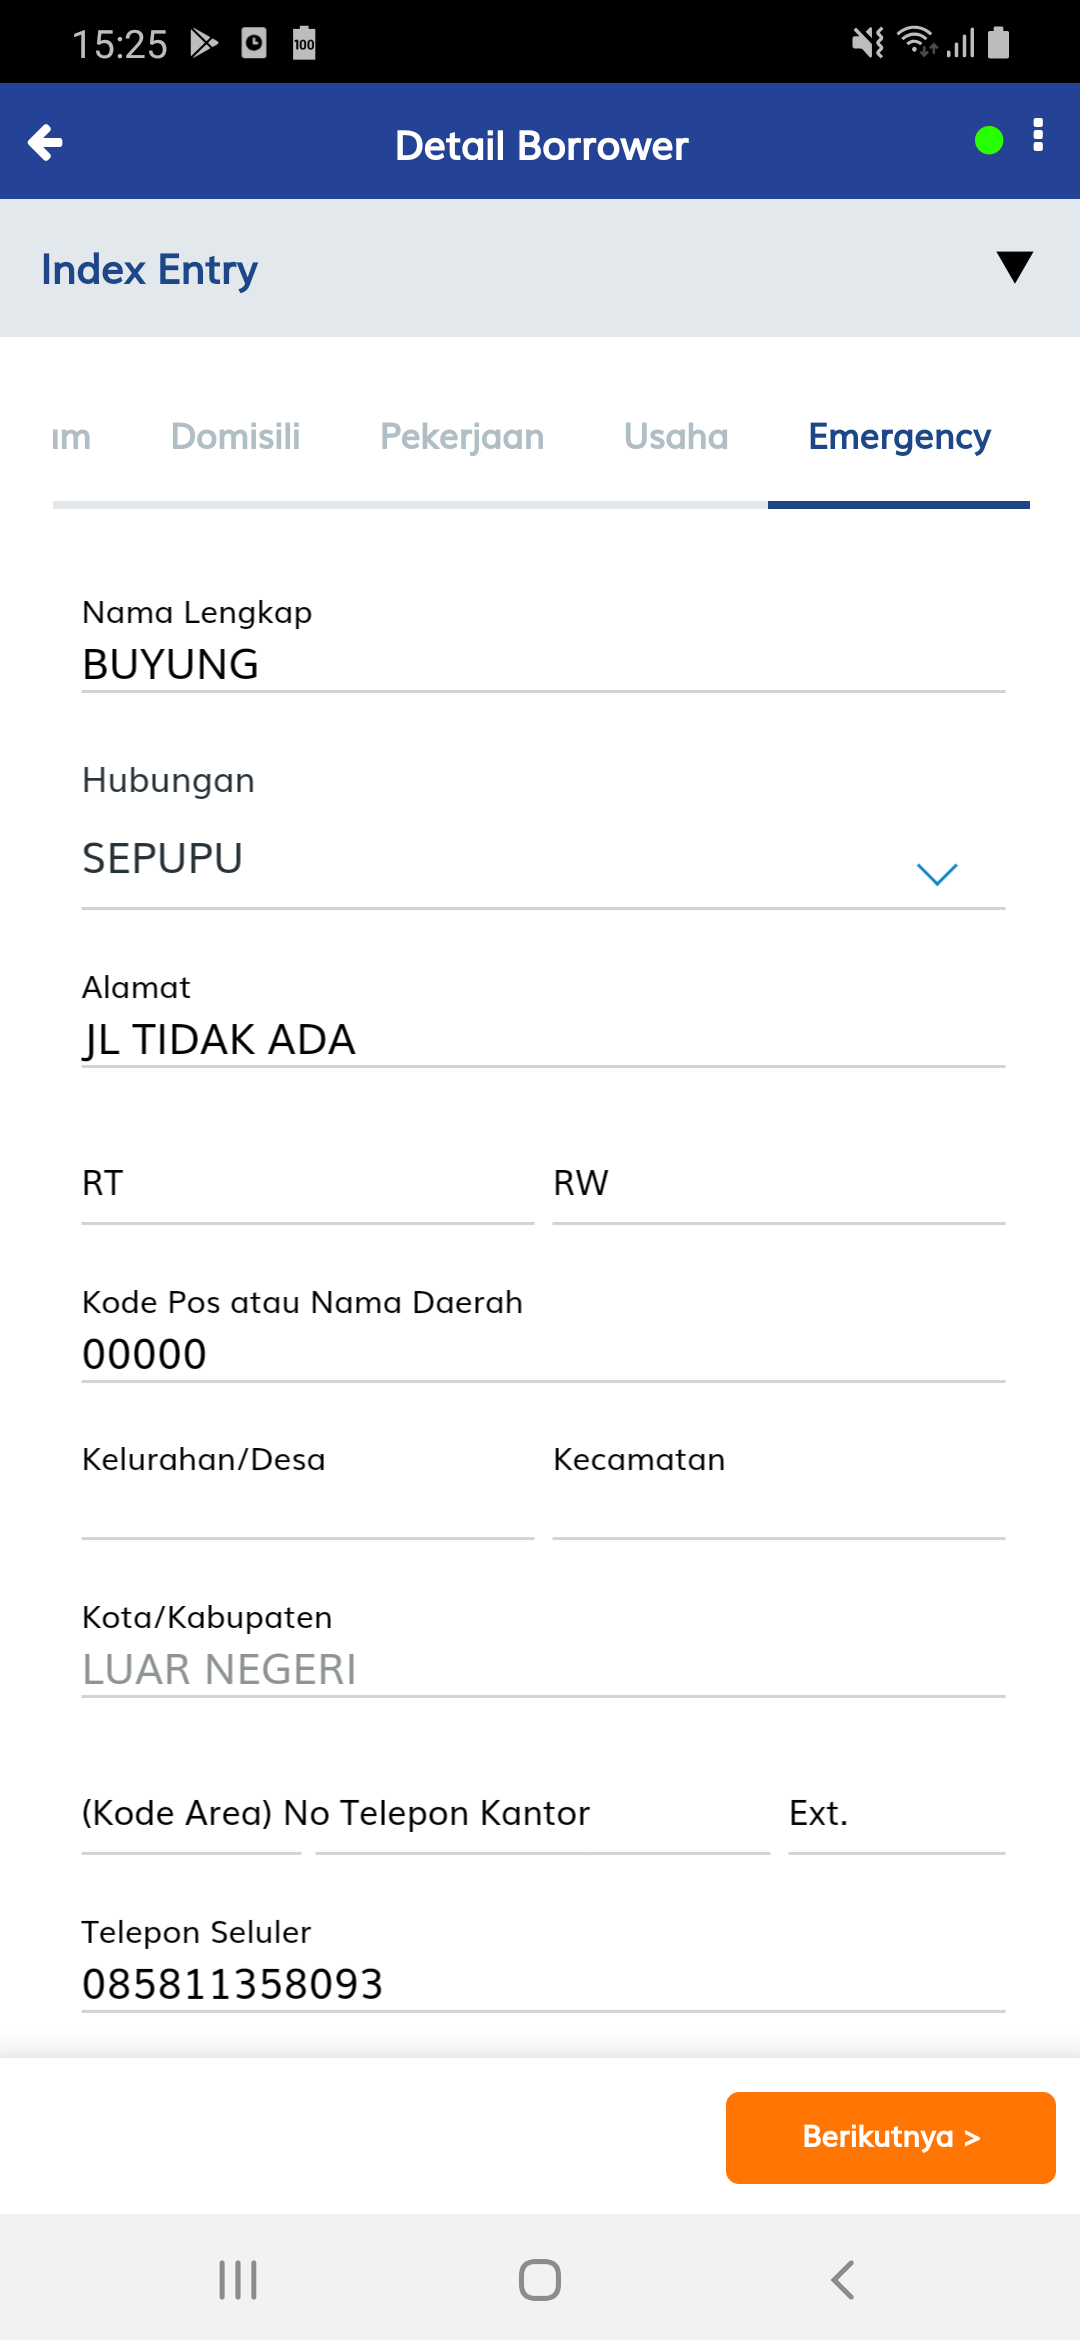 15:25
100
Detail Borrower
Index Entry
Domisili Pekerjaan Usaha Emergency
Nama Lengkap
BUYUNG
Hubungan
SEPUPU
Alamat
JL TIDAK ADA
RT RW
Kode Pos atau Nama Daerah
00000
Kelurahan/Desa Kecamatan
Kota/Kabupaten
LUAR NEGERI
(Kode Area) No Telepon Kantor Ext.
Telepon Seluler
085811358093
Berikutnya >